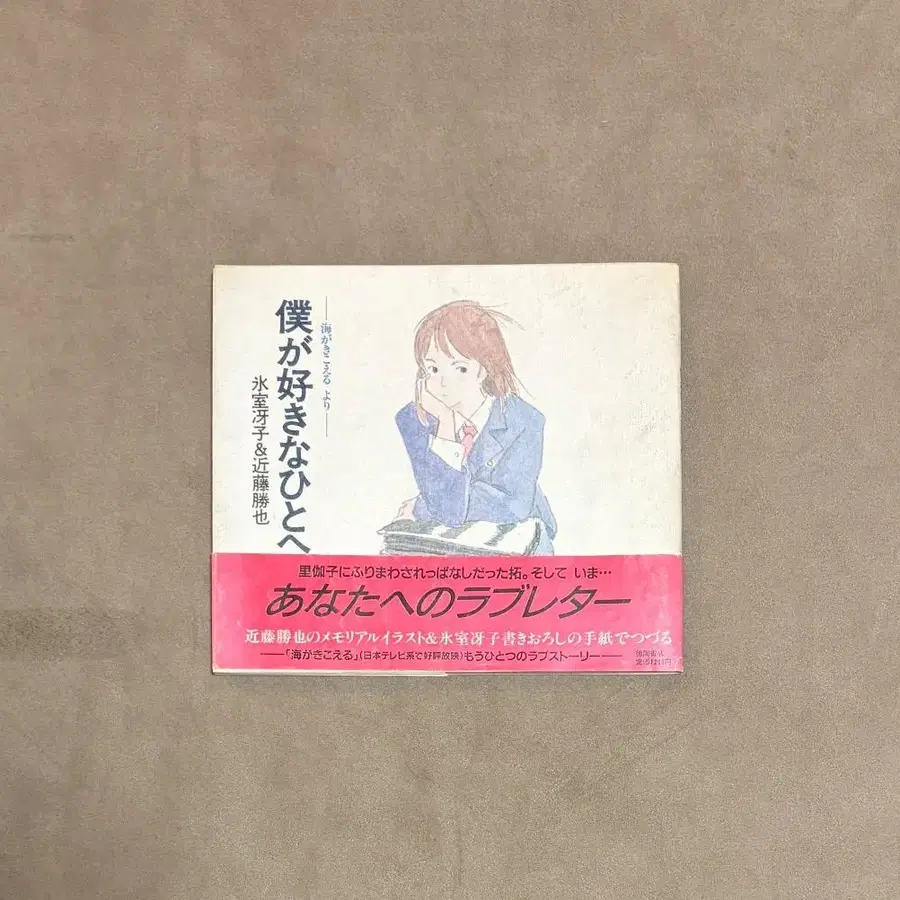 ——海がきこえる より——
僕が好きなひとへ
氷室冴子&近藤勝也
里伽子にふりまわされっぱなしだった拓。そして いま…
あなたへのラブレター
近藤勝也のメモリアルイラスト&氷室冴子書きおろしの手紙でつづる
——「海がきこえる」(日本テレビ系で好評放映)もうひとつのラブストーリー——
徳間書店